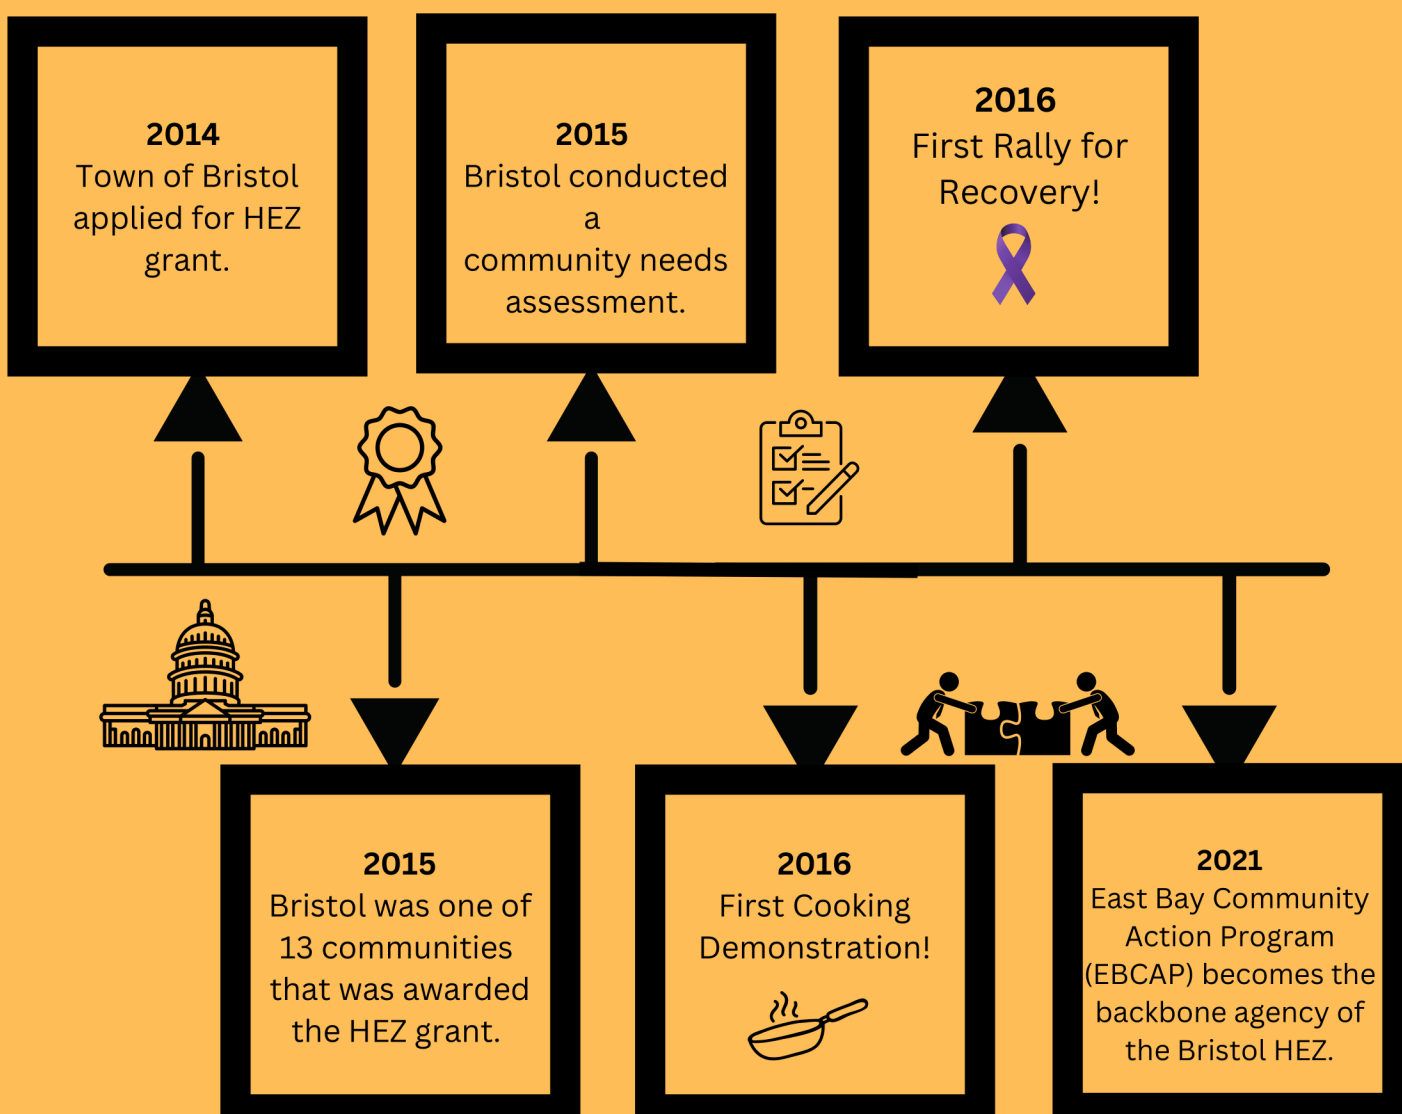 2014
Town of Bristol
applied for HEZ
grant.
2015
Bristol conducted
a
community needs
assessment.
2016
First Rally for
Recovery!
2015
Bristol was one of
13 communities
that was awarded
the HEZ grant.
2016
First Cooking
Demonstration!
2021
East Bay Community
Action Program
(EBCAP) becomes the
backbone agency of
the Bristol HEZ.